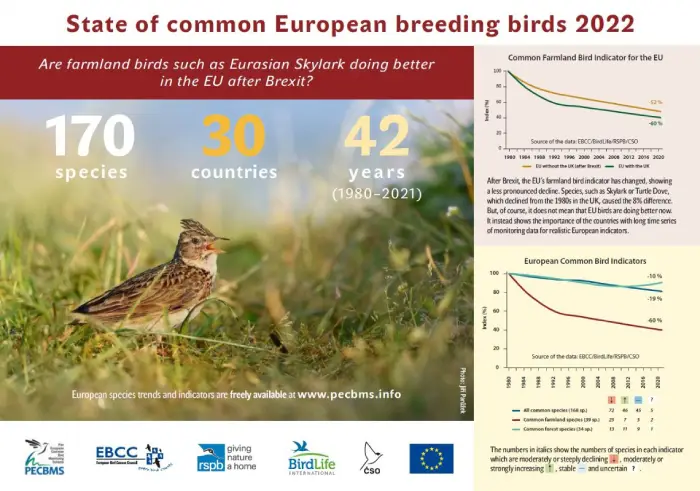 State of common European breeding birds 2022
Are farmland birds such as Eurasian Skylark doing better
in the EU after Brexit?
170
species
30
countries
42
years
(1980–2021)
European species trends and indicators are freely available at www.pecbms.info
Photo: Jiří Paršíšek
Common Farmland Bird Indicator for the EU
Index (%)
100
80
60
40
20
0
-52 %
-60 %
Source of the data: EBCC/BirdLife/RSPB/CSO
1980 1984 1988 1992 1996 2000 2004 2008 2012 2016 2020
EU without the UK (after Brexit) EU with the UK
After Brexit, the EU's farmland bird indicator has changed, showing
a less pronounced decline. Species, such as Skylark or Turtle Dove,
which declined from the 1980s in the UK, caused the 8% difference.
But, of course, it does not mean that EU birds are doing better now.
It instead shows the importance of the countries with long time series
of monitoring data for realistic European indicators.
European Common Bird Indicators
Index (%)
100
80
60
40
20
0
-10 %
-19 %
-60 %
Source of the data: EBCC/BirdLife/RSPB/CSO
1980 1984 1988 1992 1996 2000 2004 2008 2012 2016 2020
↓ ↑ — ?
All common species (168 sp.) 72 46 45 5
Common farmland species (39 sp.) 25 7 5 2
Common forest species (34 sp.) 13 11 9 1
The numbers in italics show the numbers of species in each indicator
which are moderately or steeply declining ↓, moderately or
strongly increasing ↑, stable — and uncertain ?.
PECBMS
EBCC
European Bird Census Council
rspb
giving
nature
a home
BirdLife
INTERNATIONAL
ČSO